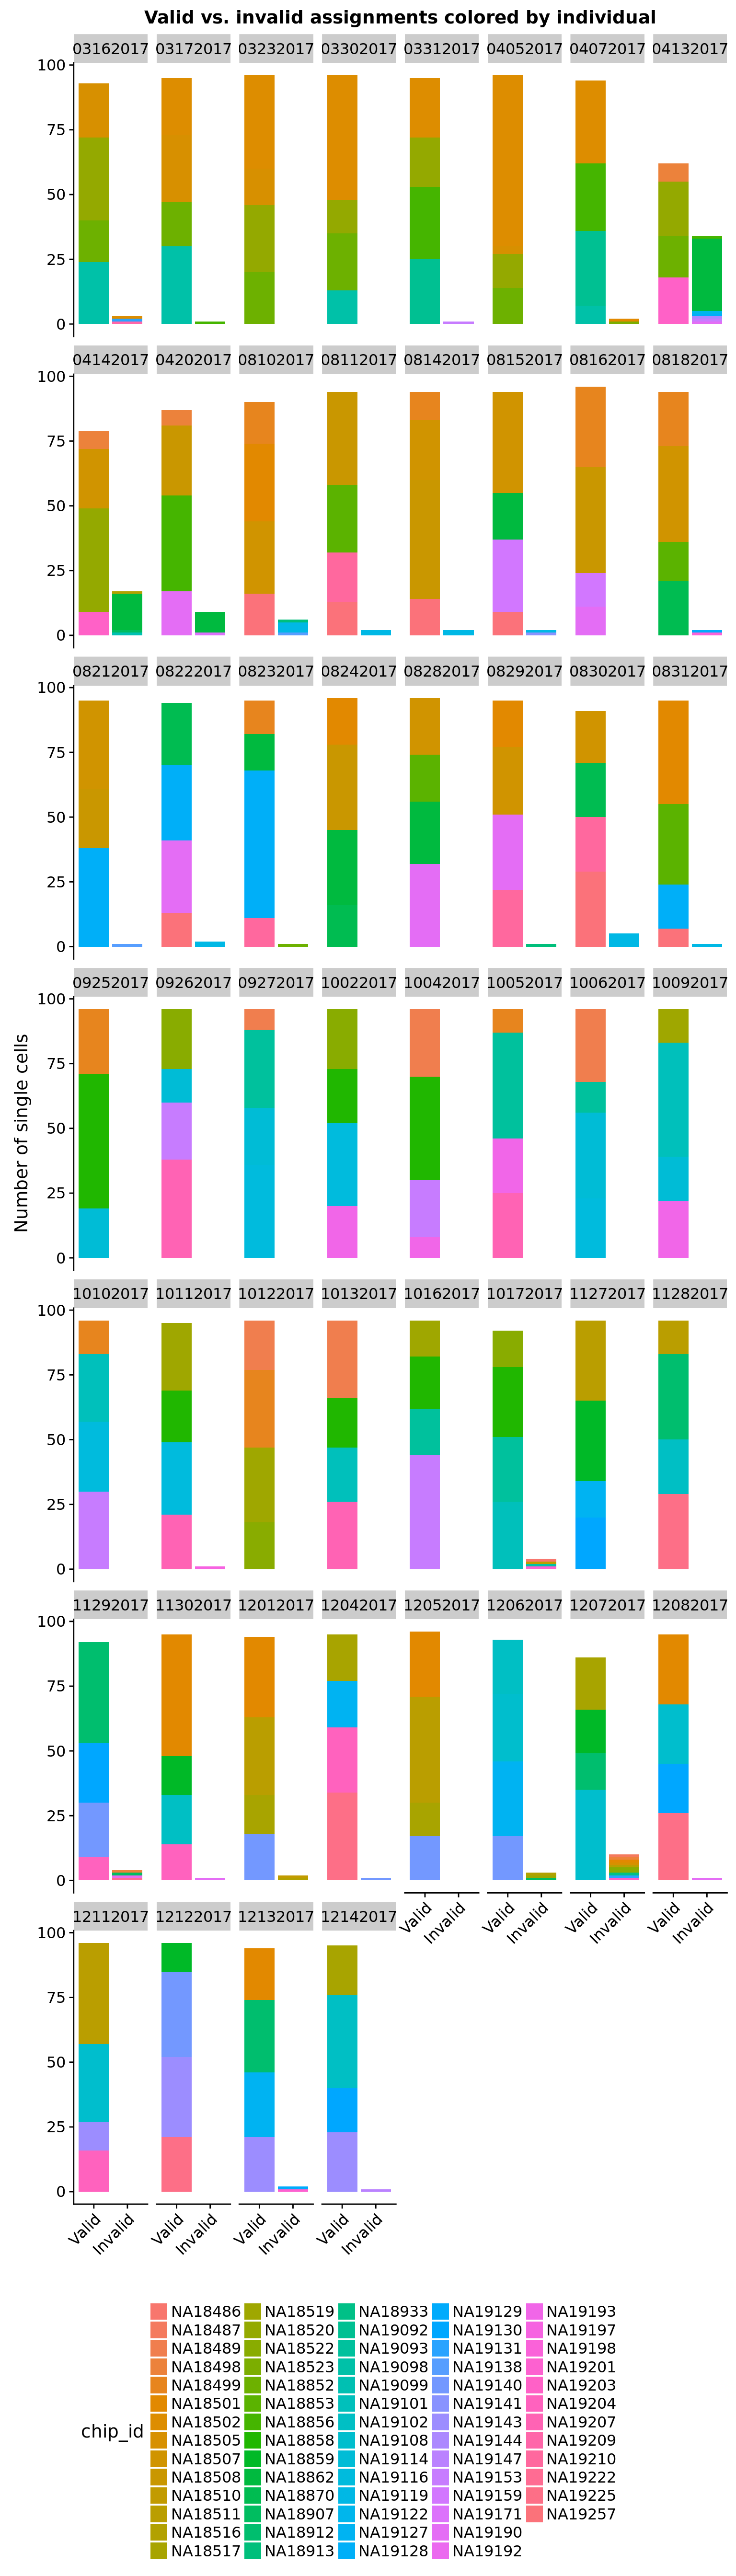 Valid vs. invalid assignments colored by individual
03162017 03172017 03232017 03302017 03312017 04052017 04072017 04132017
100
75
50
25
0
04142017 04202017 08102017 08112017 08142017 08152017 08162017 08182017
100
75
50
25
0
08212017 08222017 08232017 08242017 08282017 08292017 08302017 08312017
100
75
50
25
0
09252017 09262017 09272017 10022017 10042017 10052017 10062017 10092017
100
75
50
25
0
Number of single cells
10102017 10112017 10122017 10132017 10162017 10172017 11272017 11282017
100
75
50
25
0
11292017 11302017 12012017 12042017 12052017 12062017 12072017 12082017
100
75
50
25
0
Valid Invalid Valid Invalid Valid Invalid Valid Invalid
12112017 12122017 12132017 12142017
100
75
50
25
0
Valid Invalid Valid Invalid Valid Invalid Valid Invalid
chip_id
NA18486 NA18519 NA18933 NA19129 NA19193
NA18487 NA18520 NA19092 NA19130 NA19197
NA18489 NA18522 NA19093 NA19131 NA19198
NA18498 NA18523 NA19098 NA19138 NA19201
NA18499 NA18852 NA19099 NA19140 NA19203
NA18501 NA18853 NA19101 NA19141 NA19204
NA18502 NA18856 NA19102 NA19143 NA19207
NA18505 NA18858 NA19108 NA19144 NA19209
NA18507 NA18859 NA19114 NA19147 NA19210
NA18508 NA18862 NA19116 NA19153 NA19222
NA18510 NA18870 NA19119 NA19159 NA19225
NA18511 NA18907 NA19122 NA19171 NA19257
NA18516 NA18912 NA19127 NA19190
NA18517 NA18913 NA19128 NA19192